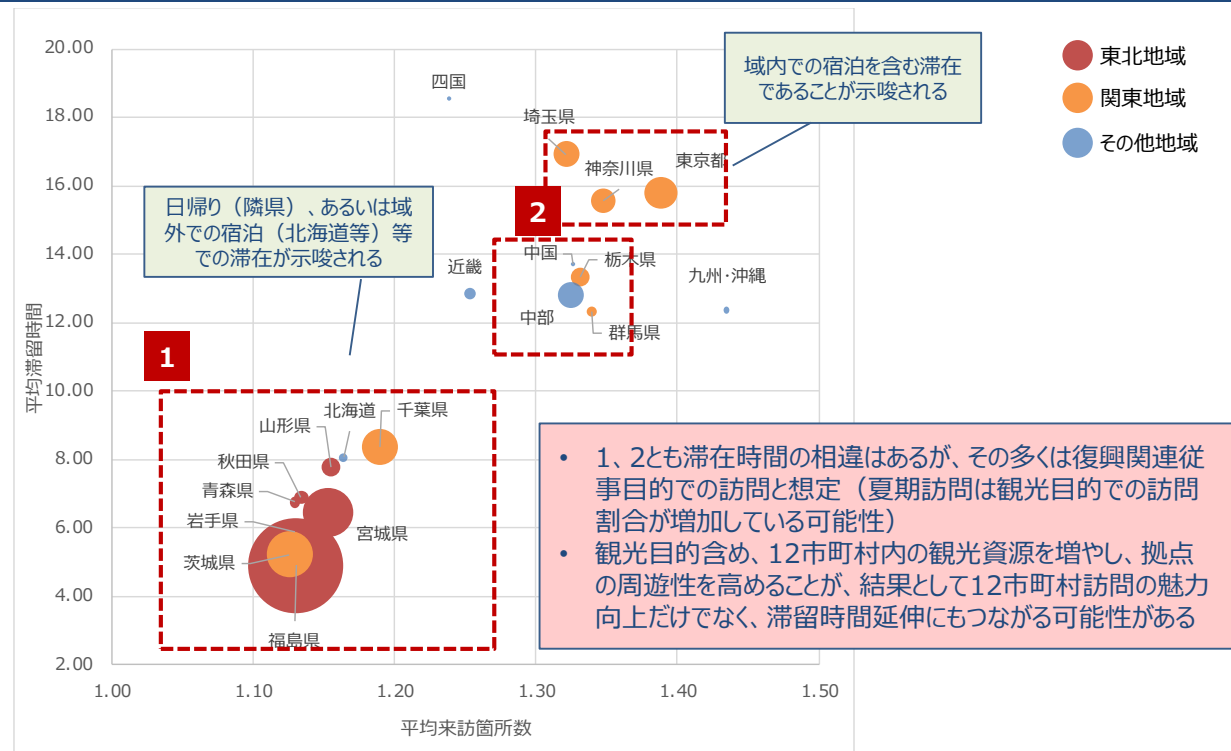 20.00
18.00
16.00
14.00
12.00
10.00
8.00
6.00
4.00
2.00
平均滞留時間
1.00
1.10
1.20
1.30
1.40
1.50
平均来訪箇所数
東北地域
関東地域
その他地域
域内での宿泊を含む滞在
であることが示唆される
日帰り（隣県）、あるいは域
外での宿泊（北海道等）等
での滞在が示唆される
1
2
四国
埼玉県
神奈川県
東京都
中国
栃木県
近畿
九州・沖縄
中部
群馬県
北海道
千葉県
山形県
秋田県
青森県
岩手県
宮城県
茨城県
福島県
• 1、2とも滞在時間の相違はあるが、その多くは復興関連従
事目的での訪問と想定（夏期訪問は観光目的での訪問
割合が増加している可能性）
• 観光目的含め、12市町村内の観光資源を増やし、拠点
の周遊性を高めることが、結果として12市町村訪問の魅力
向上だけでなく、滞留時間延伸にもつながる可能性がある